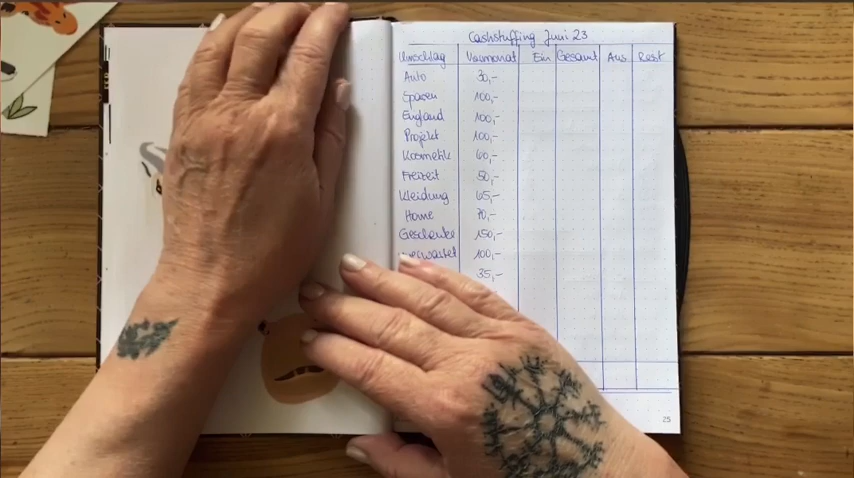 Cashstuffing Juni 23
Umschlag Vormonat Ein Gesamt Aus Rest
Auto 30,-
Sparen 100,-
England 100,-
Projekt 100,-
Kosmetik 60,-
Freizeit 50,-
Kleidung 65,-
Home 70,-
Geschenke 150,-
100,-
35,-
25